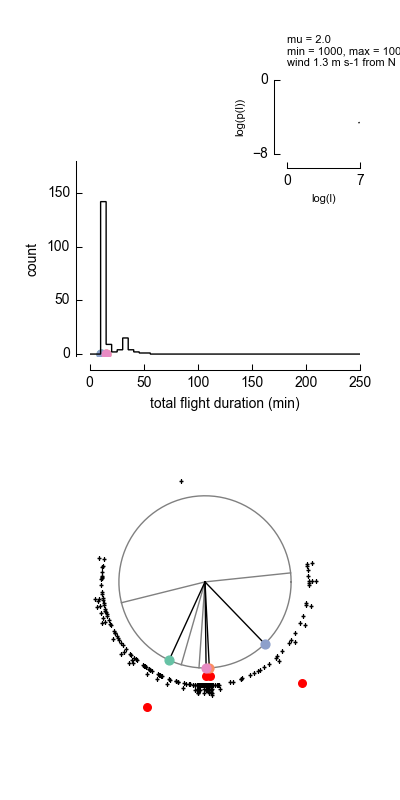 mu = 2.0
min = 1000, max = 100
wind 1.3 m s-1 from N
0
log(p(l))
−8
0 7
log(l)
150
100
50
0
count
0 50 100 150 200 250
total flight duration (min)